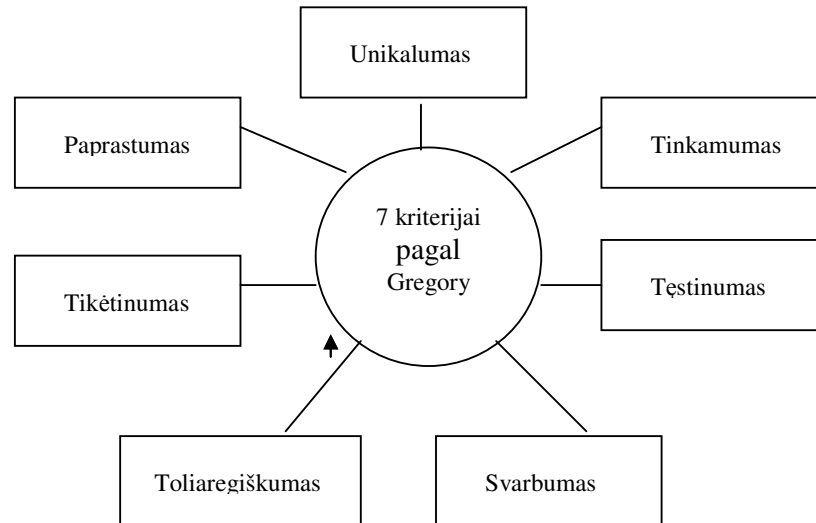 Unikalumas
Paprastumas
Tinkamumas
7 kriterijai
pagal
Gregory
Tikėtinumas
Tęstinumas
Toliaregiškumas
Svarbumas